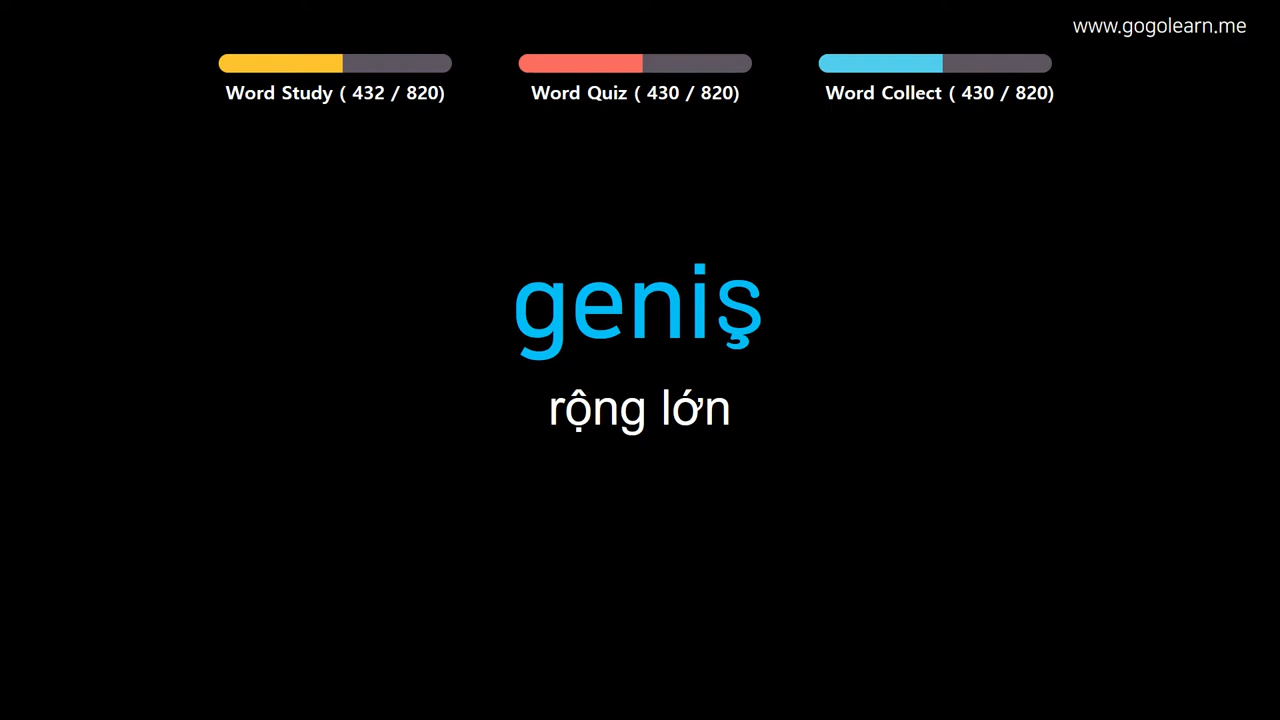 www.gogolearn.me
Word Study ( 432 / 820)
Word Quiz ( 430 / 820)
Word Collect ( 430 / 820)
geniş
rộng lớn